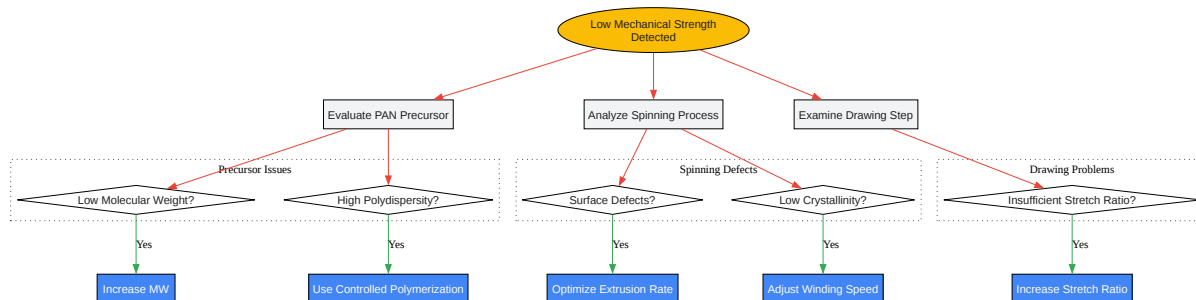 Low Mechanical Strength
Detected
Evaluate PAN Precursor
Analyze Spinning Process
Examine Drawing Step
Precursor Issues
Spinning Defects
Drawing Problems
Low Molecular Weight?
High Polydispersity?
Surface Defects?
Low Crystallinity?
Insufficient Stretch Ratio?
Yes
Yes
Yes
Yes
Yes
Increase MW
Use Controlled Polymerization
Optimize Extrusion Rate
Adjust Winding Speed
Increase Stretch Ratio